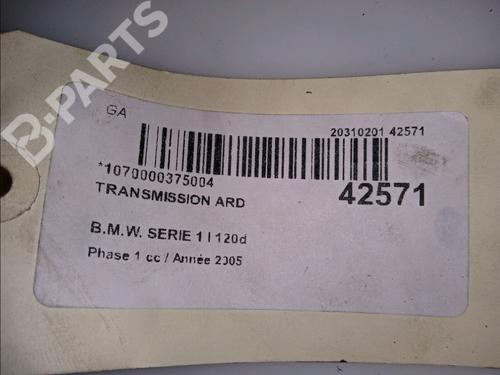 B-PARTS
GA
20310201 42571
*1070000375004
42571
TRANSMISSION ARD
B.M.W. SERIE 1 I 120d
Phase 1 cc / Année 2005